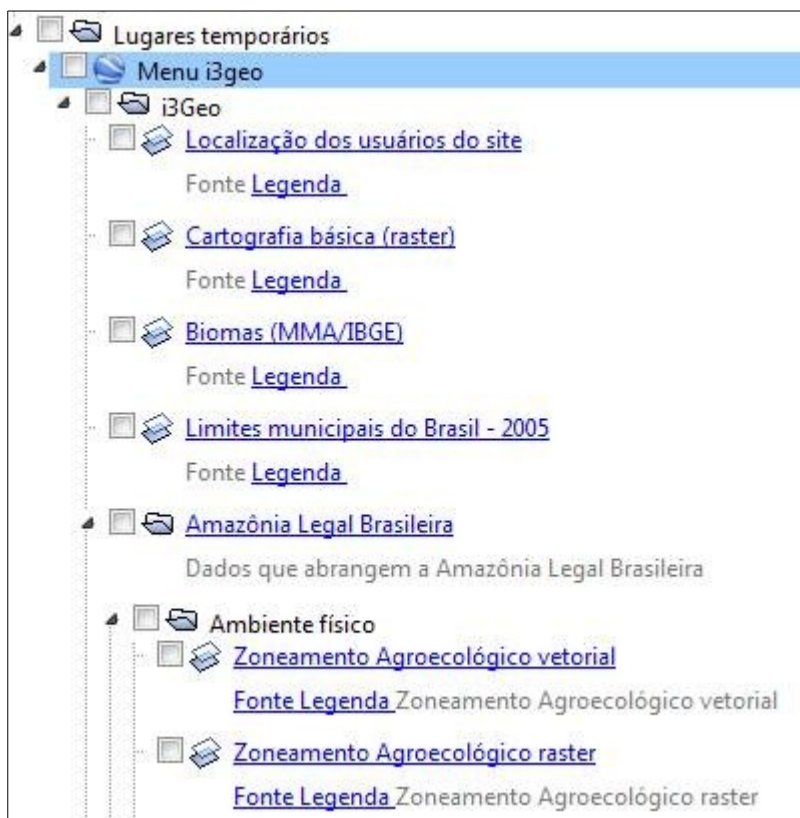 Lugares temporários
Menu i3geo
i3Geo
Localização dos usuários do site
Fonte Legenda
Cartografia básica (raster)
Fonte Legenda
Biomas (MMA/IBGE)
Fonte Legenda
Limites municipais do Brasil - 2005
Fonte Legenda
Amazônia Legal Brasileira
Dados que abrangem a Amazônia Legal Brasileira
Ambiente físico
Zoneamento Agroecológico vetorial
Fonte Legenda Zoneamento Agroecológico vetorial
Zoneamento Agroecológico raster
Fonte Legenda Zoneamento Agroecológico raster